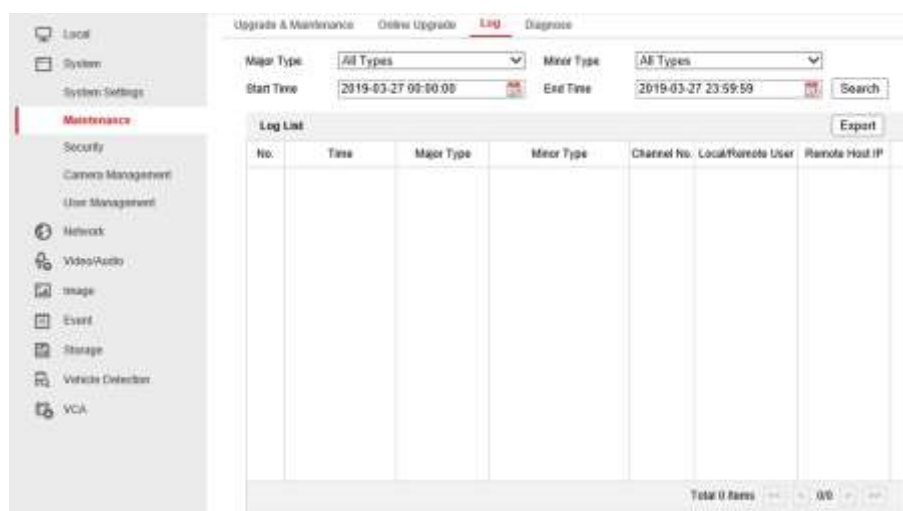 Upgrade & Maintenance Online Upgrade Log Diagnose
Local
System
System Settings
Maintenance
Security
Camera Management
User Management
Network
Video/Audio
Image
Event
Storage
Vehicle Detection
VCA
Major Type All Types Minor Type All Types
Start Time 2019-03-27 00:00:00 End Time 2019-03-27 23:59:59 Search
Log List Export
No. Time Major Type Minor Type Channel No. Local/Remote User Remote Host IP
Total 0 Items << < 0/0 > >>